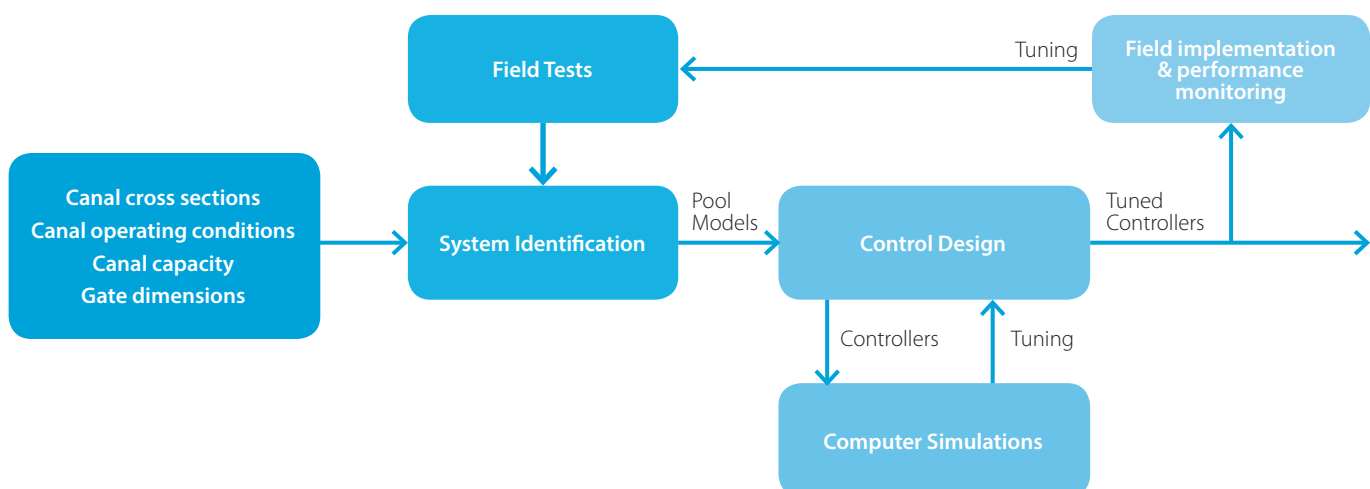 Field Tests
Tuning
Field implementation
& performance
monitoring
Canal cross sections
Canal operating conditions
Canal capacity
Gate dimensions
System Identification
Pool
Models
Control Design
Tuned
Controllers
Controllers
Tuning
Computer Simulations